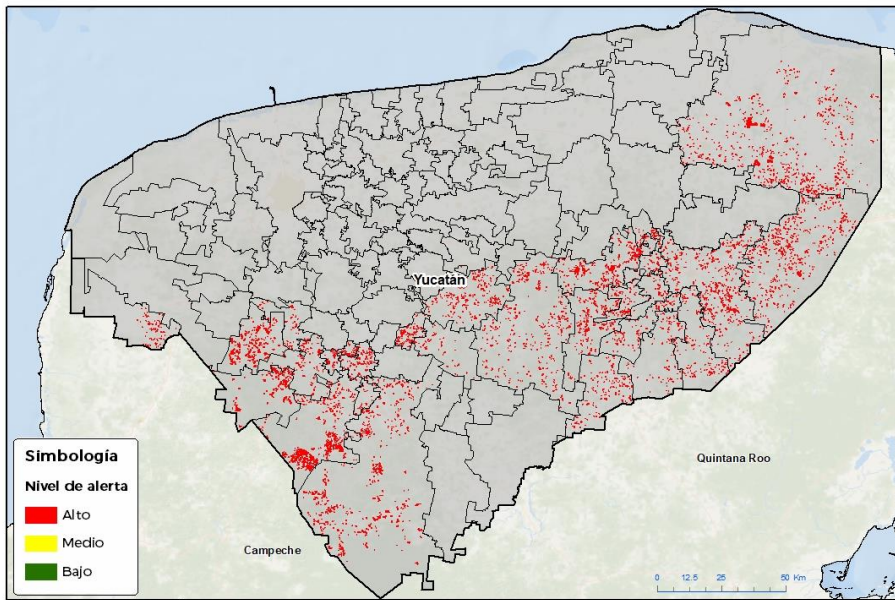 Yucatán
Quintana Roo
Campeche
Simbología
Nivel de alerta
Alto
Medio
Bajo
0 12.5 25 50 Km